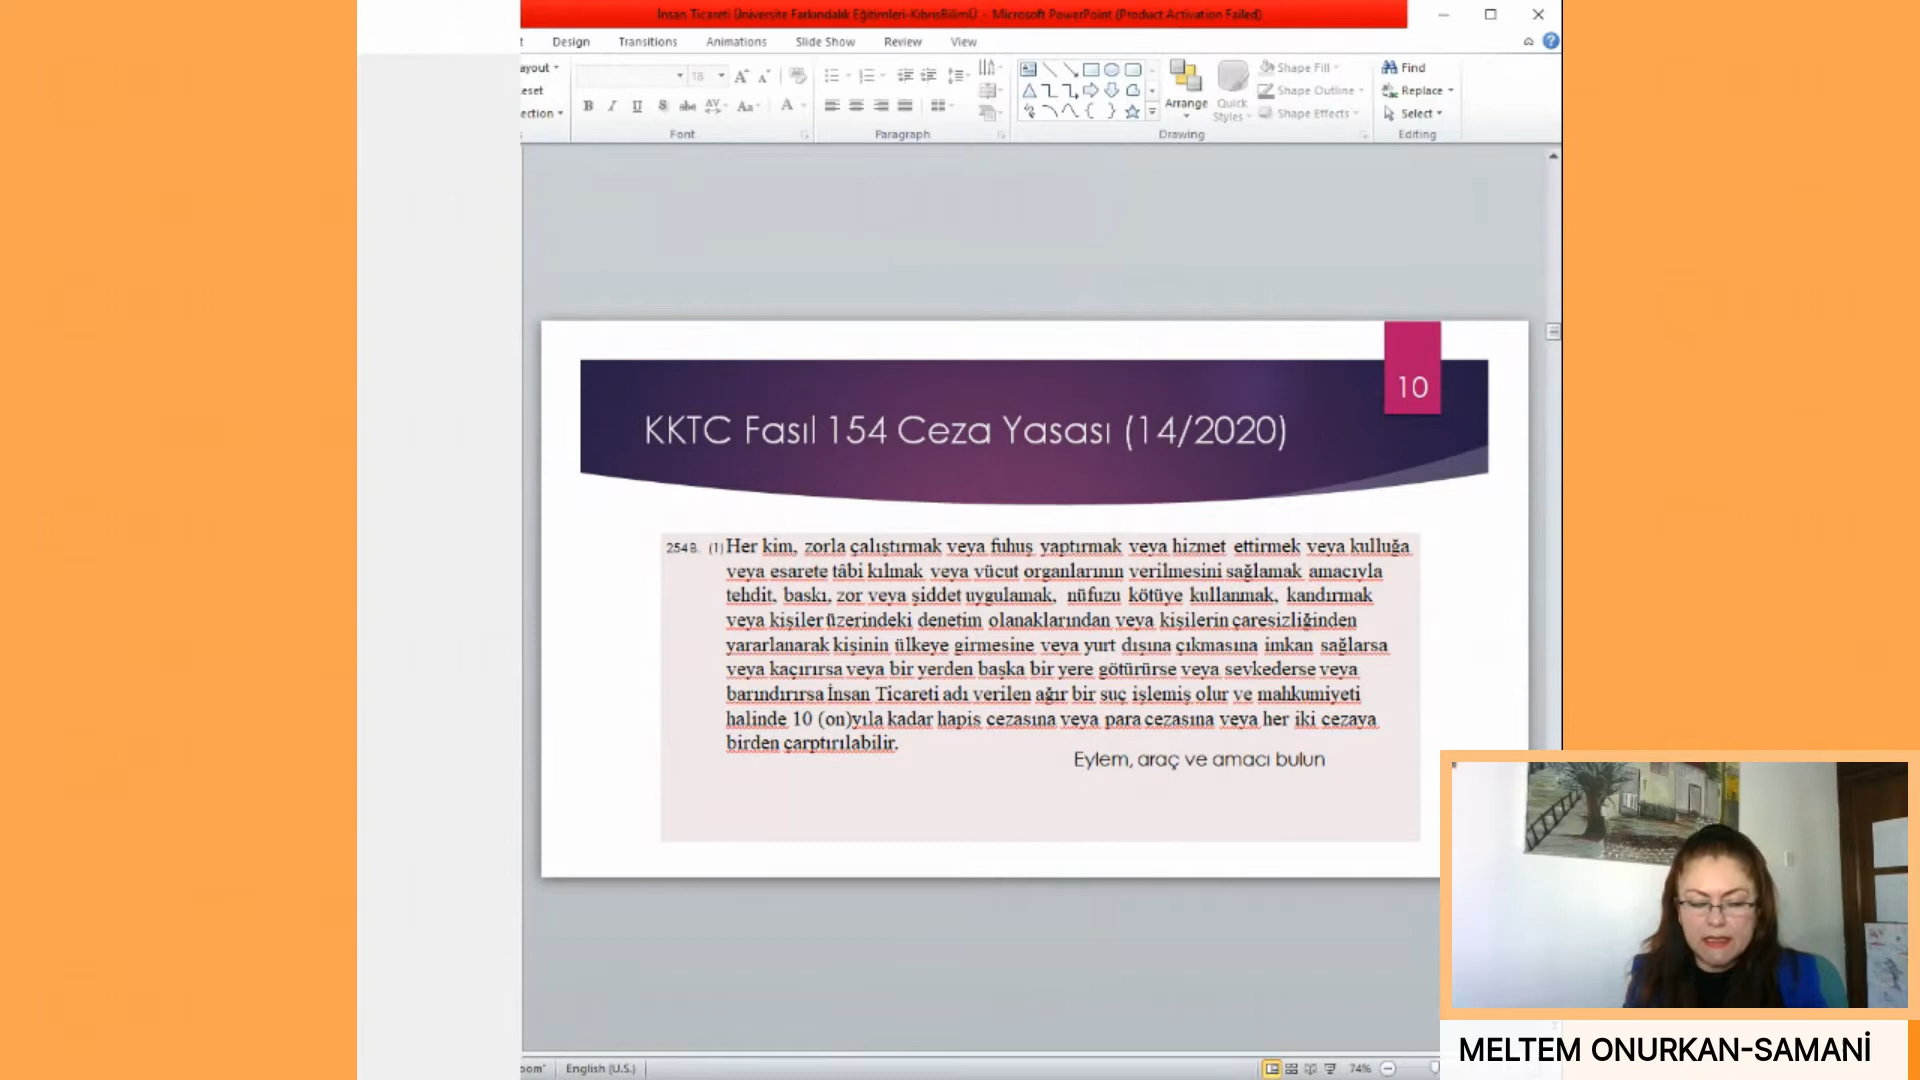 İnsan Ticareti Üniversite Farkındalık Eğitimleri-KıbrısBilimÜ - Microsoft PowerPoint (Product Activation Failed)
t Design Transitions Animations Slide Show Review View
ayout
eset
ection
18
Font
Paragraph
Arrange
Quick Styles
Shape Fill
Shape Outline
Shape Effects
Drawing
Find
Replace
Select
Editing
10
KKTC Fasıl 154 Ceza Yasası (14/2020)
254B. (1) Her kim, zorla çalıştırmak veya fuhuş yaptırmak veya hizmet ettirmek veya kulluğa
veya esarete tâbi kılmak veya vücut organlarının verilmesini sağlamak amacıyla
tehdit, baskı, zor veya şiddet uygulamak, nüfuzu kötüye kullanmak, kandırmak
veya kişiler üzerindeki denetim olanaklarından veya kişilerin çaresizliğinden
yararlanarak kişinin ülkeye girmesine veya yurt dışına çıkmasına imkan sağlarsa
veya kaçırırsa veya bir yerden başka bir yere götürürse veya sevkederse veya
barındırırsa İnsan Ticareti adı verilen ağır bir suç işlemiş olur ve mahkumiyeti
halinde 10 (on)yıla kadar hapis cezasına veya para cezasına veya her iki cezaya
birden çarptırılabilir.
Eylem, araç ve amacı bulun
MELTEM ONURKAN-SAMANİ
oom" English (U.S.) 74%